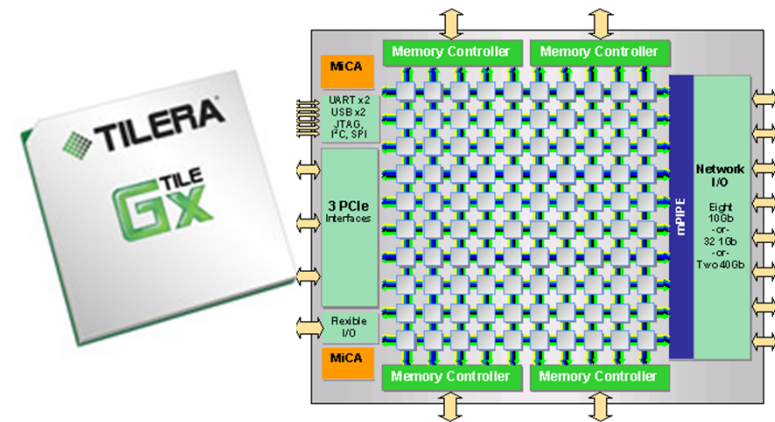 TILERA
TILE
Gx
Memory Controller
Memory Controller
MiCA
UART x2
USB x2
JTAG,
I²C, SPI
3 PCIe
Interfaces
Flexible
I/O
MiCA
mPIPE
Network
I/O
Eight
10Gb
-or-
32 1Gb
-or-
Two 40Gb
Memory Controller
Memory Controller